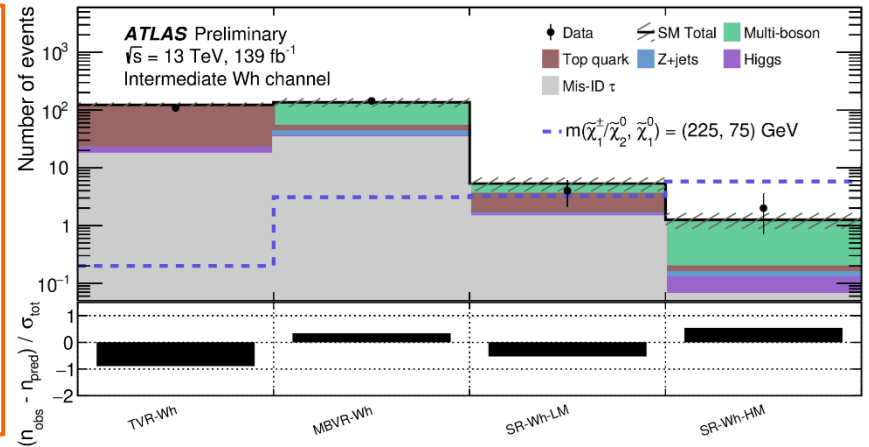 Number of events
10³
10²
10
1
10⁻¹
ATLAS Preliminary
√s = 13 TeV, 139 fb⁻¹
Intermediate Wh channel
Data
SM Total
Multi-boson
Top quark
Z+jets
Higgs
Mis-ID τ
m(χ̃₁^±/χ̃₂⁰, χ̃₁⁰) = (225, 75) GeV
(n_obs - n_pred) / σ_tot
1
0
−1
−2
TVR-Wh
MBVR-Wh
SR-Wh-LM
SR-Wh-HM